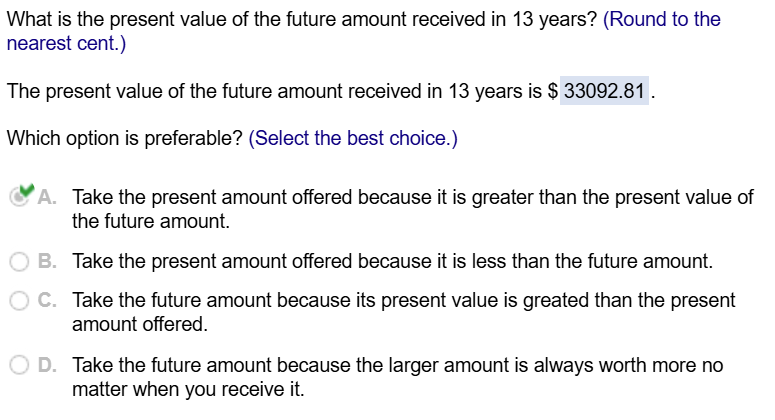 What is the present value of the future amount received in 13 years? (Round to the
nearest cent.)
The present value of the future amount received in 13 years is $ 33092.81 .
Which option is preferable? (Select the best choice.)
A. Take the present amount offered because it is greater than the present value of
the future amount.
B. Take the present amount offered because it is less than the future amount.
C. Take the future amount because its present value is greated than the present
amount offered.
D. Take the future amount because the larger amount is always worth more no
matter when you receive it.